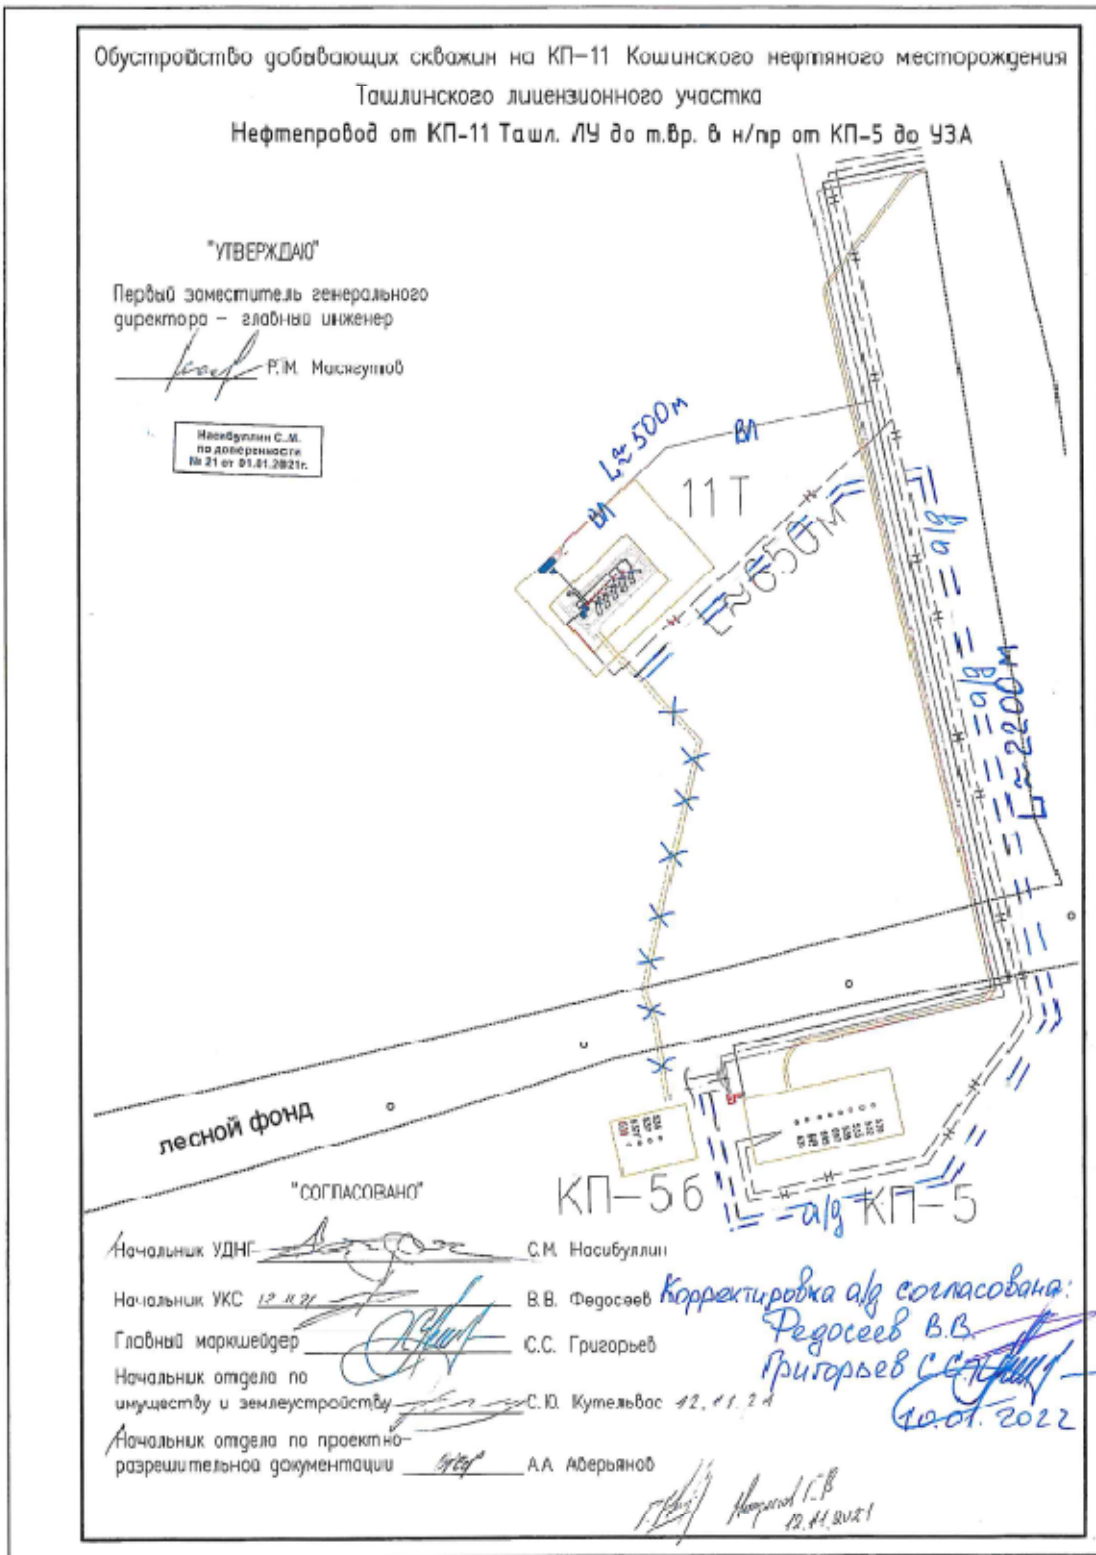 Обустройство добывающих скважин на КП-11 Кошинского нефтяного месторождения
Ташлинского лицензионного участка
Нефтепровод от КП-11 Ташл. ЛУ до т.вр. в н/пр от КП-5 до УЗА
"УТВЕРЖДАЮ"
Первый заместитель генерального
директора - главный инженер
Р.М. Мисягутов
Насибуллин С.М.
по доверенности
№ 21 от 01.01.2021г.
L≈500м
ВЛ
ВЛ
11Т
L≈650м
а/д
а/д
L≈2200м
Н
Н
Н
Н
Н
Н
Н
Н
Н
Н
лесной фонд
КП-5б
а/д
КП-5
"СОГЛАСОВАНО"
Начальник УДНГ С.М. Насибуллин
Начальник УКС 12.11.21 В.В. Федосеев
Главный маркшейдер С.С. Григорьев
Начальник отдела по
имуществу и землеустройству С.Ю. Кутельвас 12.11.21
Начальник отдела по проектно-
разрешительной документации А.А. Аверьянов
Корректировка а/д согласована:
Федосеев В.В.
Григорьев С.С.
10.01.2022
12.11.2021